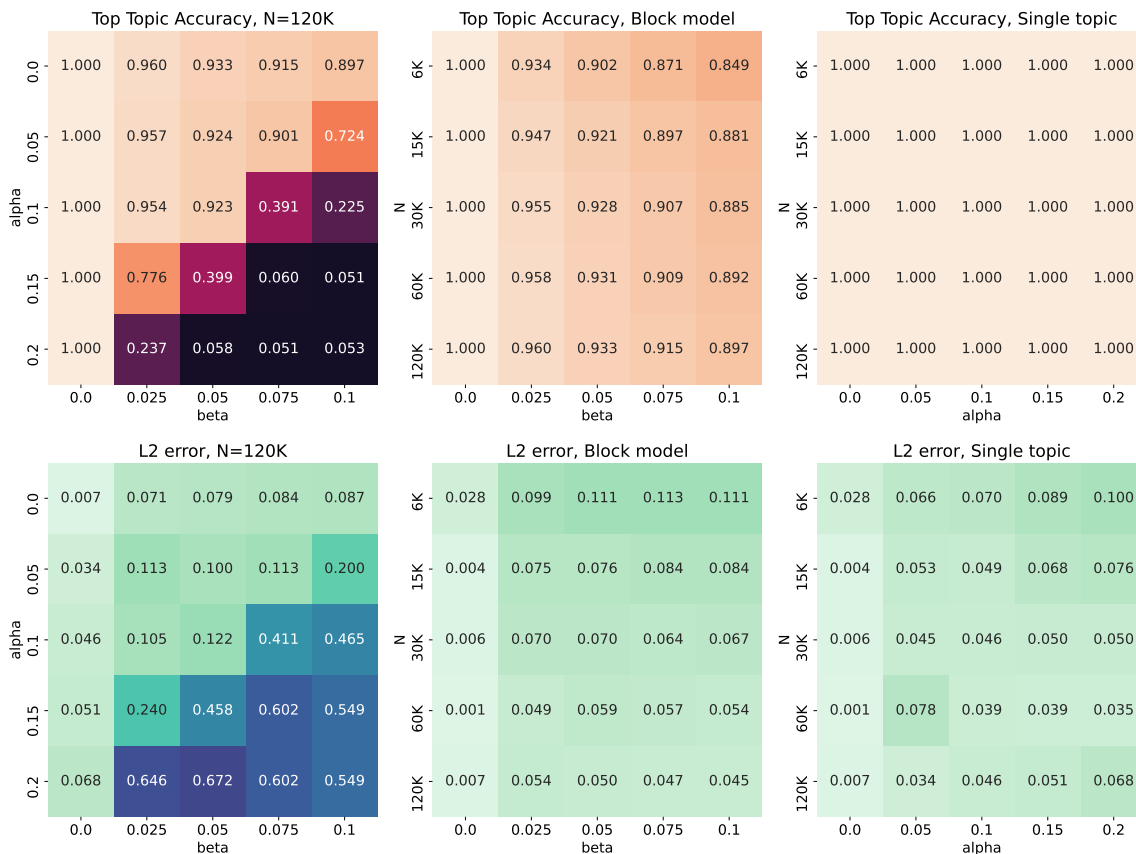 Top Topic Accuracy, N=120K
alpha
0.0 1.000 0.960 0.933 0.915 0.897
0.05 1.000 0.957 0.924 0.901 0.724
0.1 1.000 0.954 0.923 0.391 0.225
0.15 1.000 0.776 0.399 0.060 0.051
0.2 1.000 0.237 0.058 0.051 0.053
0.0 0.025 0.05 0.075 0.1
beta
Top Topic Accuracy, Block model
N
6K 1.000 0.934 0.902 0.871 0.849
15K 1.000 0.947 0.921 0.897 0.881
30K 1.000 0.955 0.928 0.907 0.885
60K 1.000 0.958 0.931 0.909 0.892
120K 1.000 0.960 0.933 0.915 0.897
0.0 0.025 0.05 0.075 0.1
beta
Top Topic Accuracy, Single topic
N
6K 1.000 1.000 1.000 1.000 1.000
15K 1.000 1.000 1.000 1.000 1.000
30K 1.000 1.000 1.000 1.000 1.000
60K 1.000 1.000 1.000 1.000 1.000
120K 1.000 1.000 1.000 1.000 1.000
0.0 0.05 0.1 0.15 0.2
alpha
L2 error, N=120K
alpha
0.0 0.007 0.071 0.079 0.084 0.087
0.05 0.034 0.113 0.100 0.113 0.200
0.1 0.046 0.105 0.122 0.411 0.465
0.15 0.051 0.240 0.458 0.602 0.549
0.2 0.068 0.646 0.672 0.602 0.549
0.0 0.025 0.05 0.075 0.1
beta
L2 error, Block model
N
6K 0.028 0.099 0.111 0.113 0.111
15K 0.004 0.075 0.076 0.084 0.084
30K 0.006 0.070 0.070 0.064 0.067
60K 0.001 0.049 0.059 0.057 0.054
120K 0.007 0.054 0.050 0.047 0.045
0.0 0.025 0.05 0.075 0.1
beta
L2 error, Single topic
N
6K 0.028 0.066 0.070 0.089 0.100
15K 0.004 0.053 0.049 0.068 0.076
30K 0.006 0.045 0.046 0.050 0.050
60K 0.001 0.078 0.039 0.039 0.035
120K 0.007 0.034 0.046 0.051 0.068
0.0 0.05 0.1 0.15 0.2
alpha